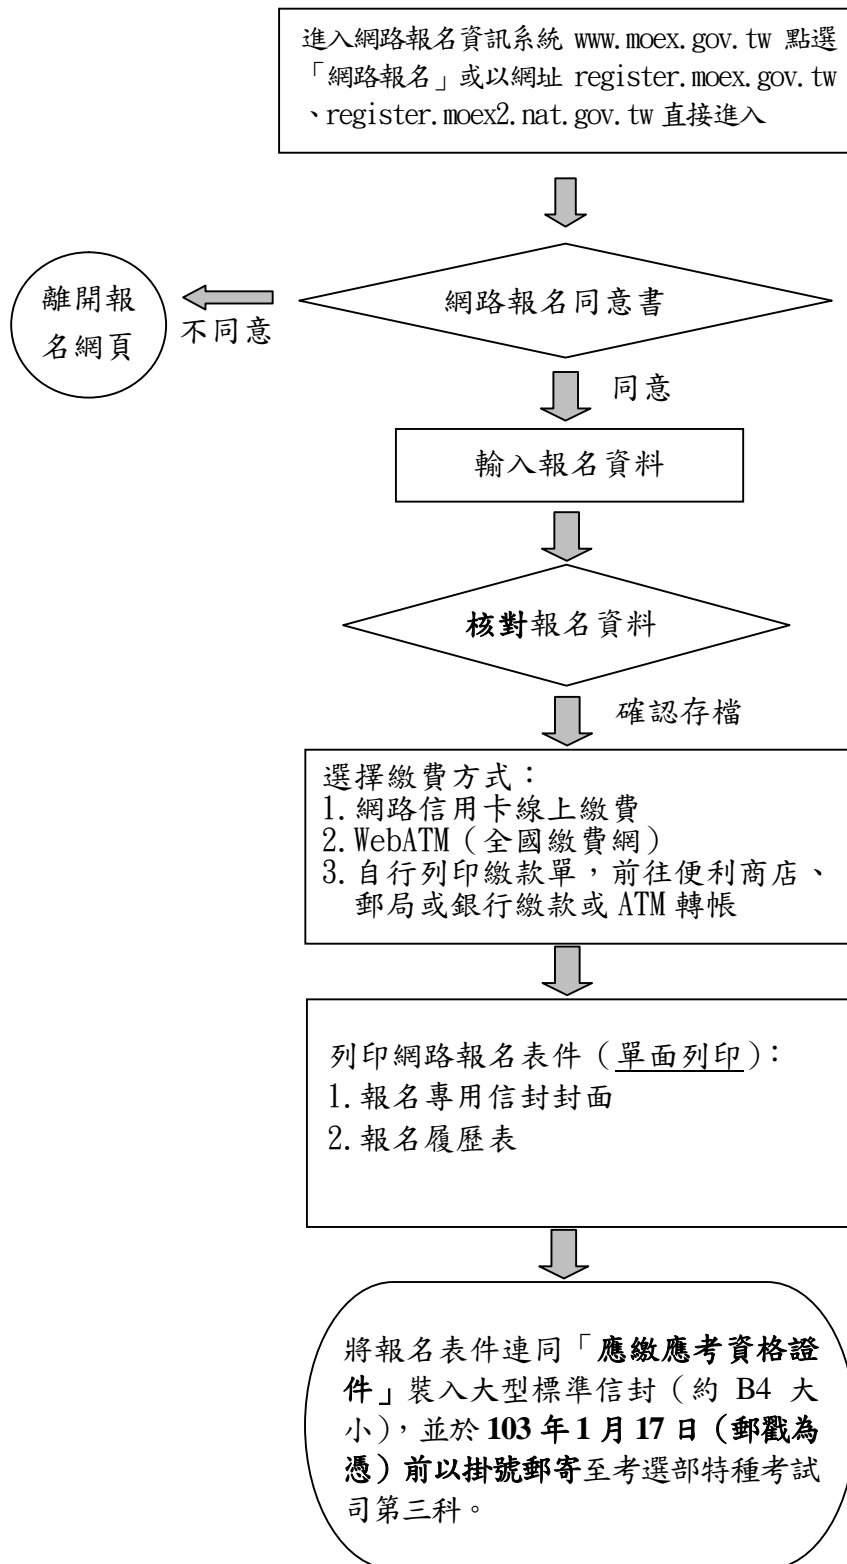 進入網路報名資訊系統 www.moex.gov.tw 點選
「網路報名」或以網址 register.moex.gov.tw
、register.moex2.nat.gov.tw 直接進入
網路報名同意書
離開報
名網頁
不同意
同意
輸入報名資料
核對報名資料
確認存檔
選擇繳費方式：
1.網路信用卡線上繳費
2.WebATM（全國繳費網）
3.自行列印繳款單，前往便利商店、
郵局或銀行繳款或 ATM 轉帳
列印網路報名表件（單面列印）：
1.報名專用信封封面
2.報名履歷表
將報名表件連同「應繳應考資格證
件」裝入大型標準信封（約 B4 大
小），並於 103 年 1 月 17 日（郵戳為
憑）前以掛號郵寄至考選部特種考試
司第三科。